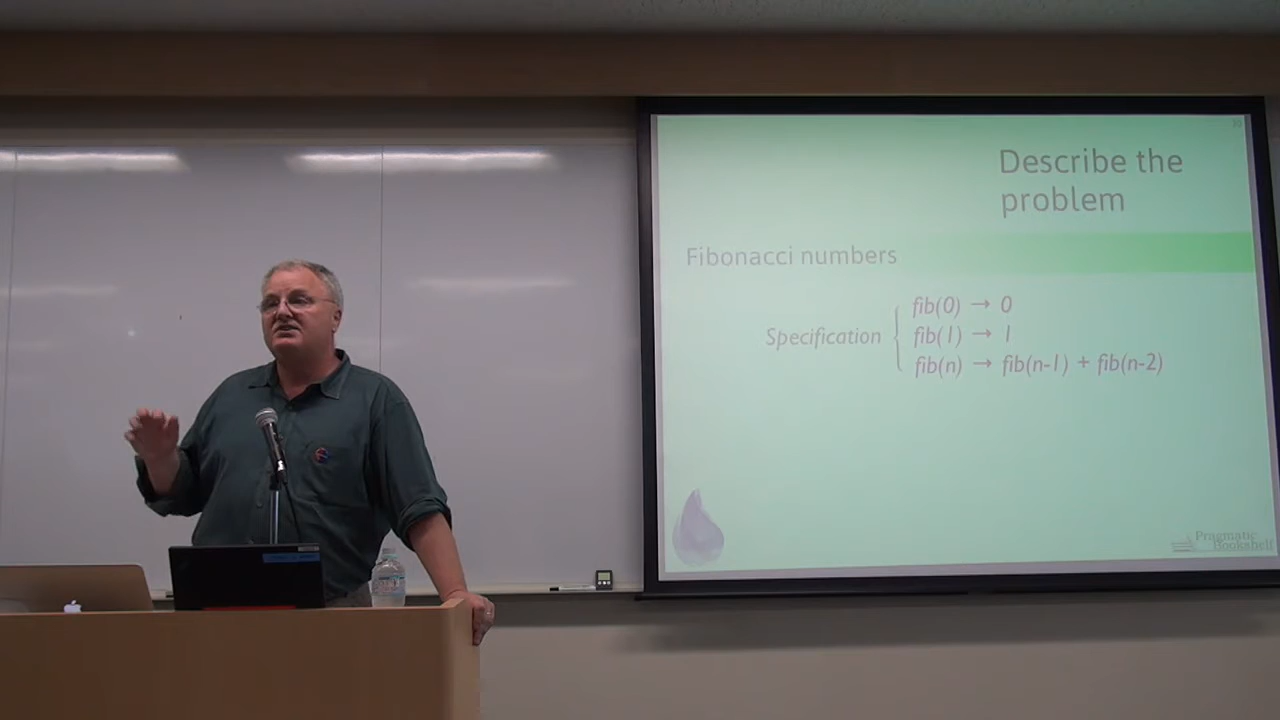 Describe the
problem
Fibonacci numbers
Specification
fib(0) → 0
fib(1) → 1
fib(n) → fib(n-1) + fib(n-2)
Pragmatic
Bookshelf